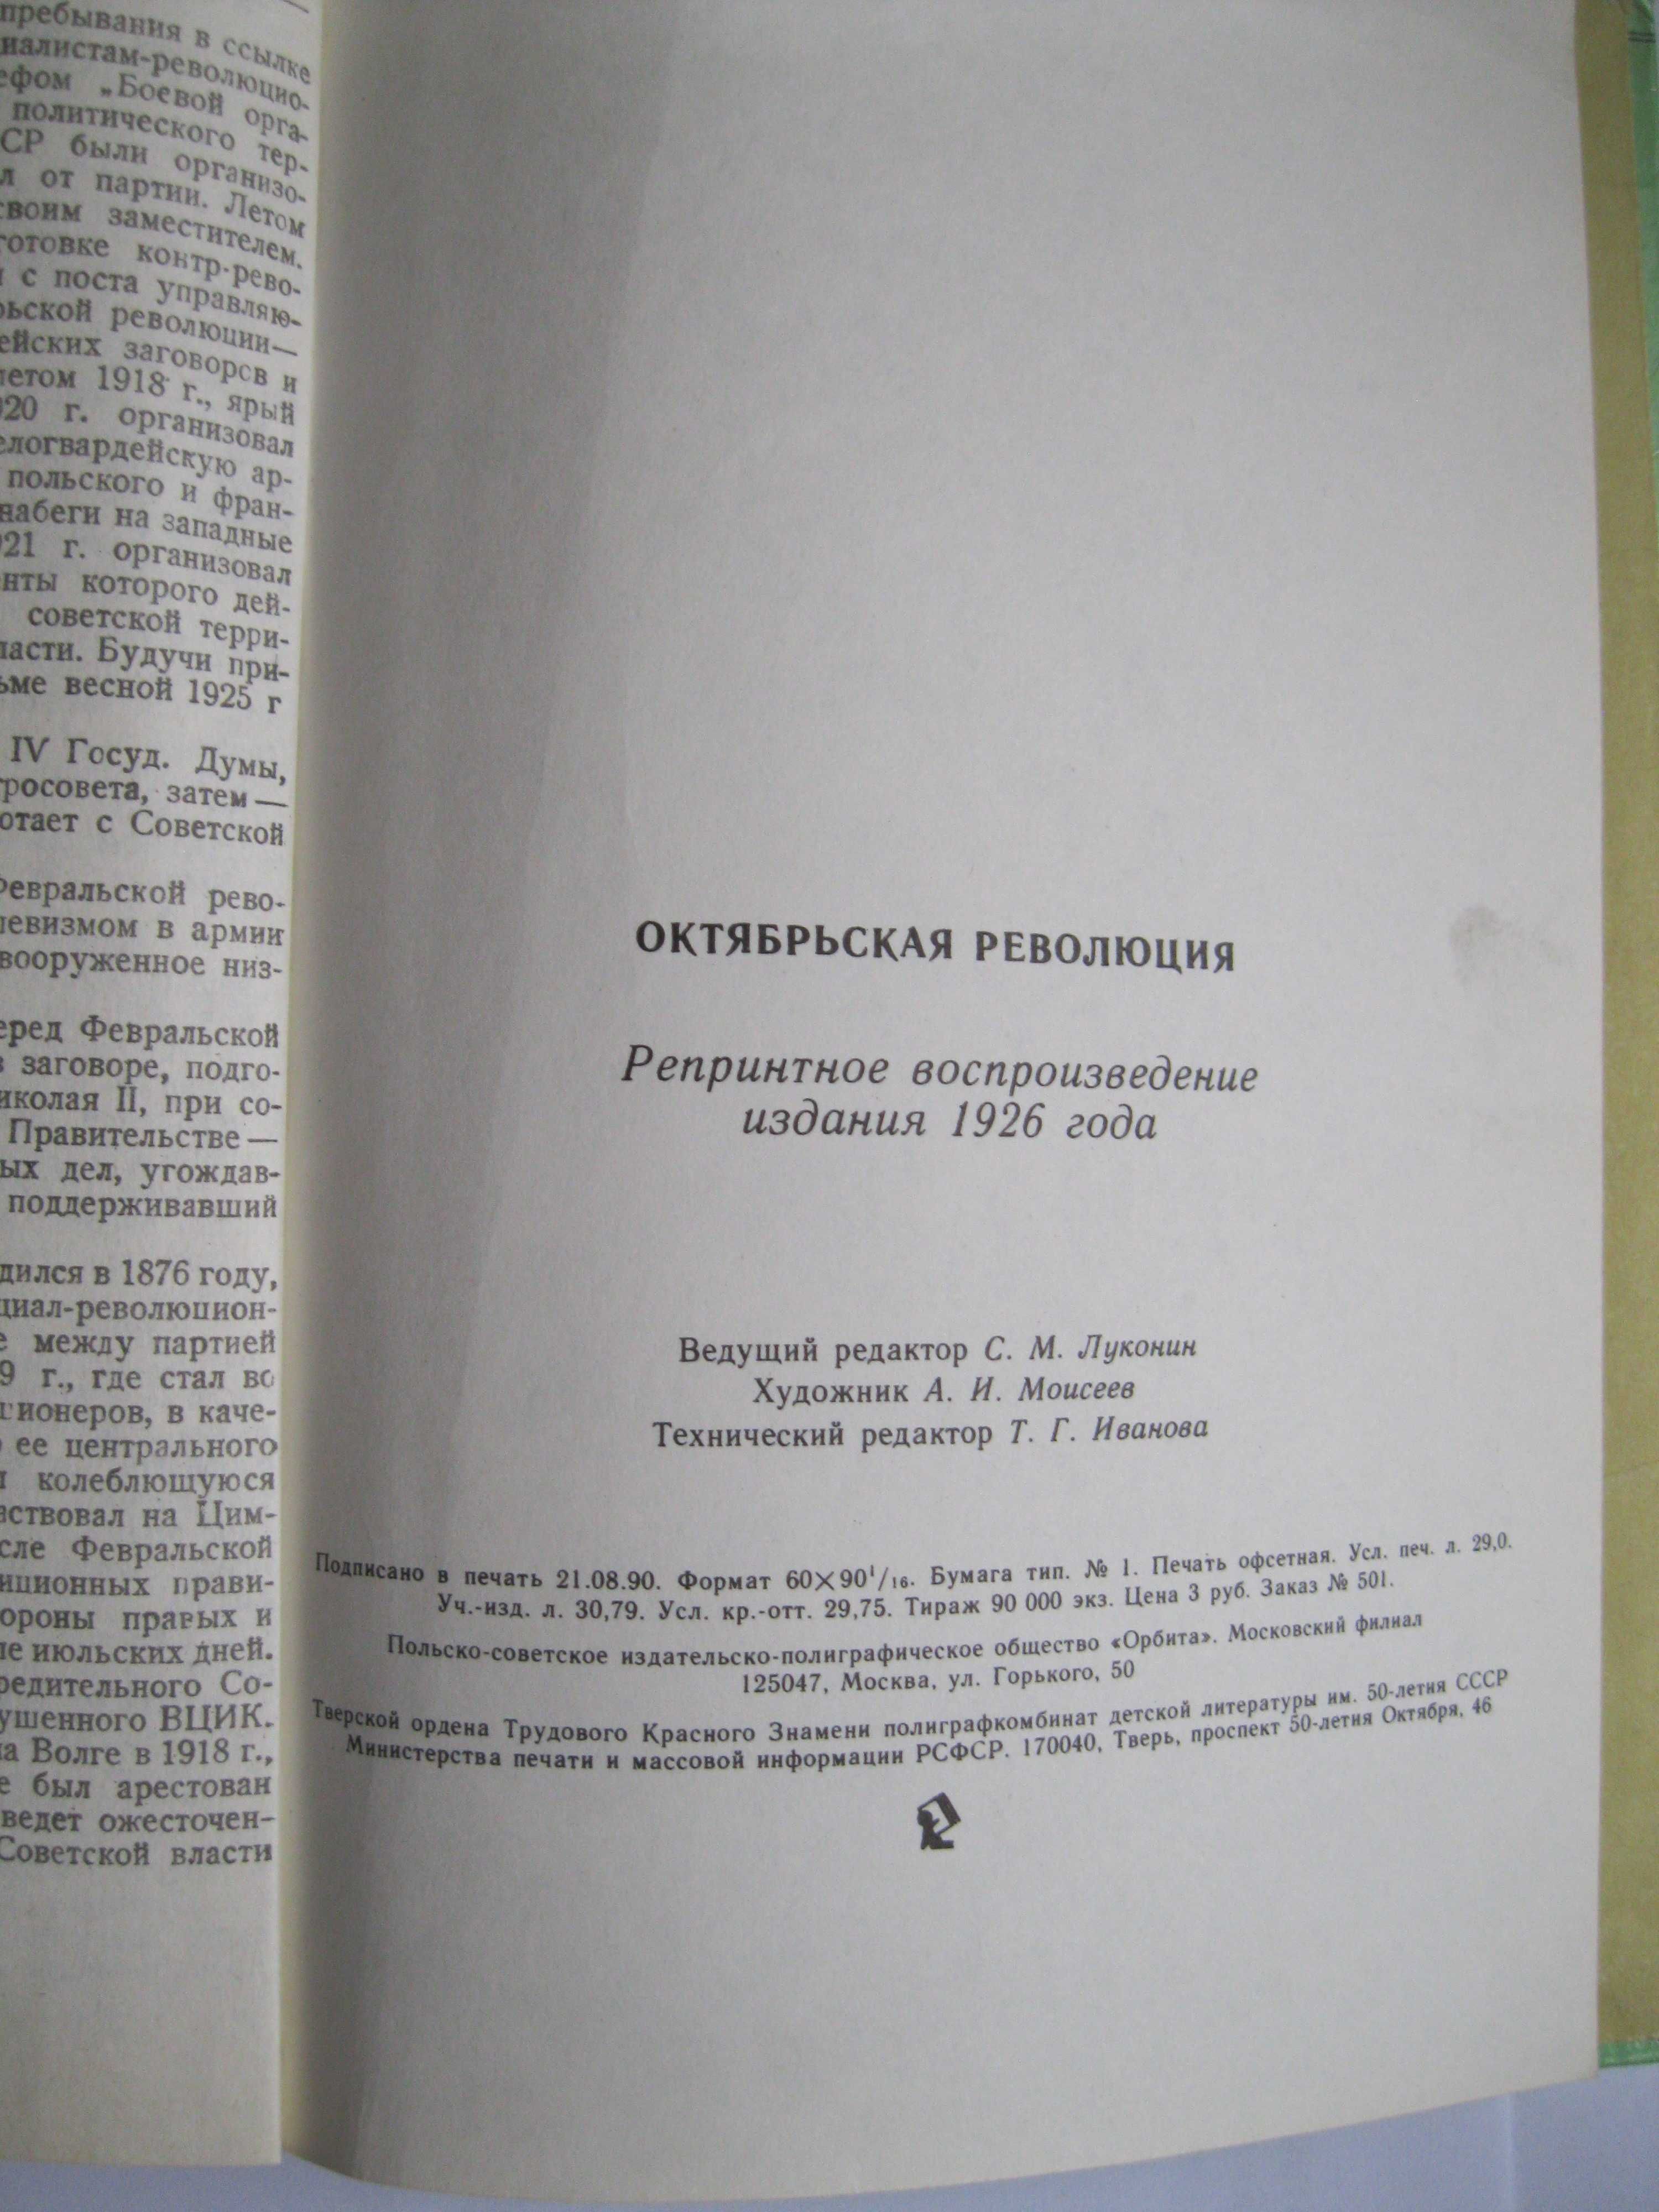 пребывания в ссылке
иалистам-революцио-
ефом „Боевой орга-
политического тер-
СР были организо-
л от партии. Летом
своим заместителем.
готовке контр-рево-
с поста управляю-
рьской революции—
ейских заговоров и
летом 1918 г., ярый
920 г. организовал
елогвардейскую ар-
польского и фран-
набеги на западные
921 г. организовал
нты которого дей-
советской терри-
ласти. Будучи при-
ьме весной 1925 г
IV Госуд. Думы,
тросовета, затем —
отает с Советской
Февральской рево-
шевизмом в армии
вооруженное низ-
еред Февральской
в заговоре, подго-
иколая II, при со-
Правительстве —
ых дел, угождав-
поддерживавший
дился в 1876 году,
циал-революцион-
е между партией
9 г., где стал во
ционеров, в каче-
ее центрального
колеблющуюся
аствовал на Цим-
сле Февральской
иционных прави-
ороны правых и
ле июльских дней.
редительного Со-
ушенного ВЦИК.
на Волге в 1918 г.,
е был арестован
ведет ожесточен-
Советской власти
ОКТЯБРЬСКАЯ РЕВОЛЮЦИЯ
Репринтное воспроизведение
издания 1926 года
Ведущий редактор С. М. Луконин
Художник А. И. Моисеев
Технический редактор Т. Г. Иванова
Подписано в печать 21.08.90. Формат 60×90¹/₁₆. Бумага тип. № 1. Печать офсетная. Усл. печ. л. 29,0.
Уч.-изд. л. 30,79. Усл. кр.-отт. 29,75. Тираж 90 000 экз. Цена 3 руб. Заказ № 501.
Польско-советское издательско-полиграфическое общество «Орбита». Московский филиал
125047, Москва, ул. Горького, 50
Тверской ордена Трудового Красного Знамени полиграфкомбинат детской литературы им. 50-летия СССР
Министерства печати и массовой информации РСФСР. 170040, Тверь, проспект 50-летия Октября, 46